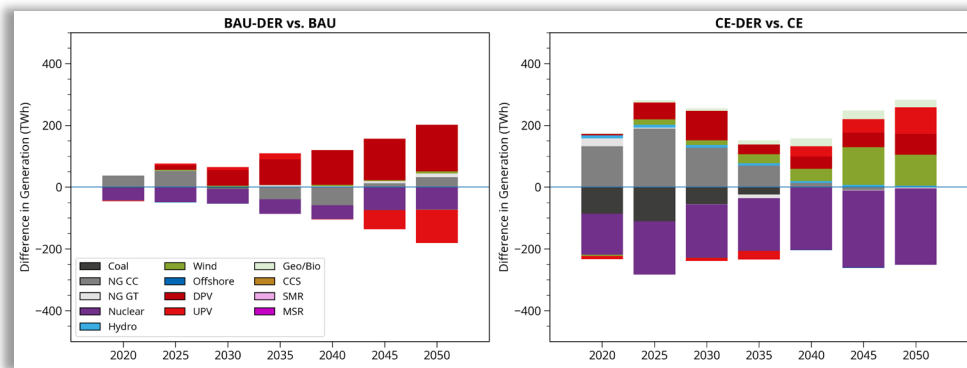 BAU-DER vs. BAU
Difference in Generation (TWh)
400
200
0
−200
−400
Coal
NG CC
NG GT
Nuclear
Hydro
Wind
Offshore
DPV
UPV
Geo/Bio
CCS
SMR
MSR
2020 2025 2030 2035 2040 2045 2050
CE-DER vs. CE
Difference in Generation (TWh)
400
200
0
−200
−400
2020 2025 2030 2035 2040 2045 2050